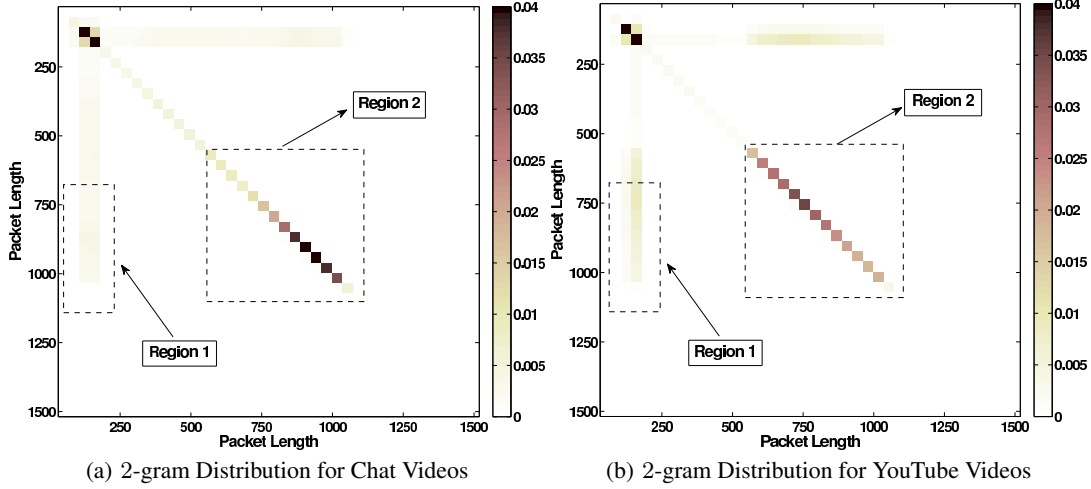 0.04
0.035
0.03
0.025
0.02
0.015
0.01
0.005
0
250
500
750
1000
1250
1500
Packet Length
Region 2
Region 1
250 500 750 1000 1250 1500
Packet Length
(a) 2-gram Distribution for Chat Videos
0.04
0.035
0.03
0.025
0.02
0.015
0.01
0.005
0
250
500
750
1000
1250
1500
Packet Length
Region 2
Region 1
250 500 750 1000 1250 1500
Packet Length
(b) 2-gram Distribution for YouTube Videos